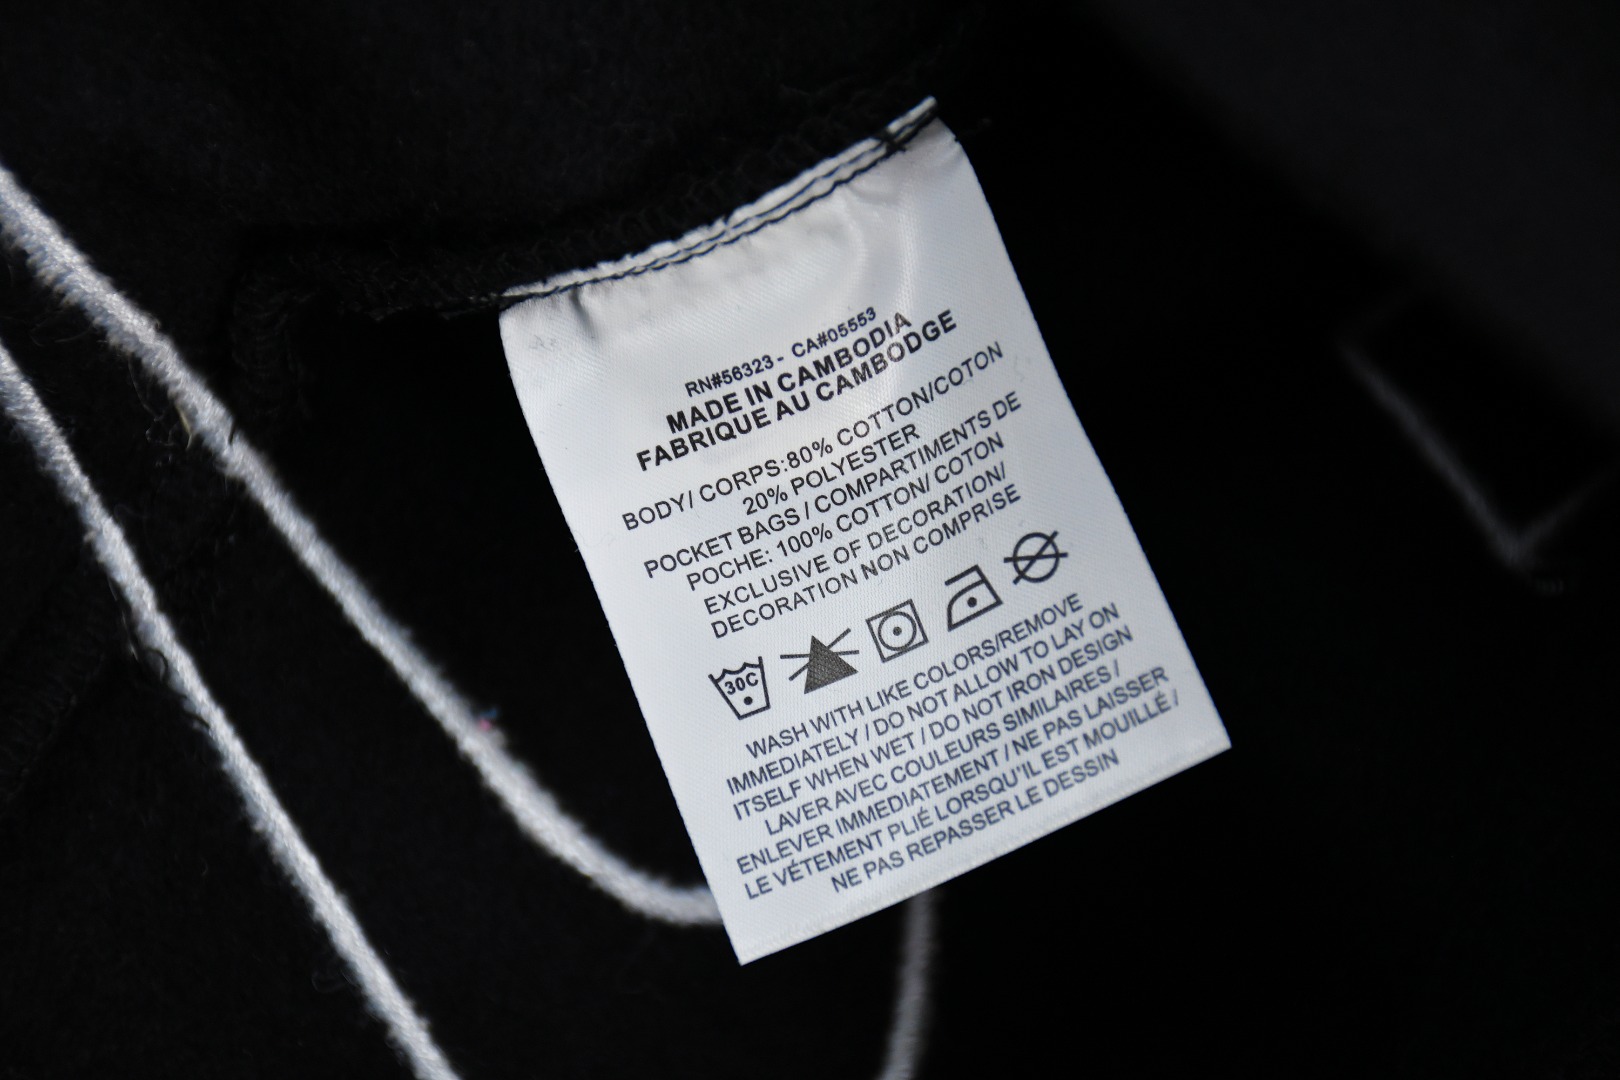 RN#56323 - CA#05553
MADE IN CAMBODIA
FABRIQUE AU CAMBODGE
BODY/ CORPS:80% COTTON/COTON
20% POLYESTER
POCKET BAGS / COMPARTIMENTS DE
POCHE: 100% COTTON/ COTON
EXCLUSIVE OF DECORATION/
DECORATION NON COMPRISE
30C
WASH WITH LIKE COLORS/REMOVE
IMMEDIATELY / DO NOT ALLOW TO LAY ON
ITSELF WHEN WET / DO NOT IRON DESIGN
LAVER AVEC COULEURS SIMILAIRES /
ENLEVER IMMEDIATEMENT / NE PAS LAISSER
LE VÉTEMENT PLIÉ LORSQU'IL EST MOUILLÉ /
NE PAS REPASSER LE DESSIN